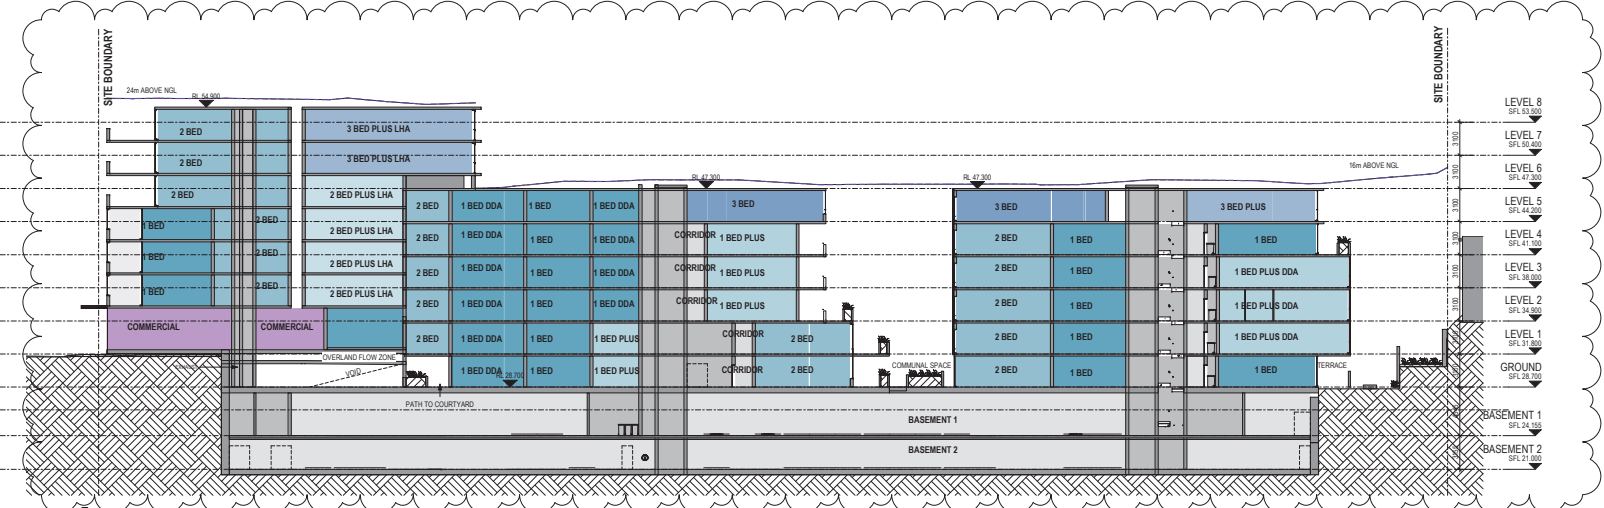 SITE BOUNDARY
24m ABOVE NGL
RL 54.900
SITE BOUNDARY
16m ABOVE NGL
LEVEL 8
SFL 53.500
3100
LEVEL 7
SFL 50.400
3100
LEVEL 6
SFL 47.300
3100
LEVEL 5
SFL 44.200
3100
LEVEL 4
SFL 41.100
3100
LEVEL 3
SFL 38.000
3100
LEVEL 2
SFL 34.900
LEVEL 1
SFL 31.800
GROUND
SFL 28.700
BASEMENT 1
SFL 24.155
BASEMENT 2
SFL 21.000
2 BED
3 BED PLUS LHA
2 BED
3 BED PLUS LHA
RL 47.300
RL 47.300
2 BED
2 BED PLUS LHA
2 BED
1 BED DDA
1 BED
1 BED DDA
3 BED
3 BED
3 BED PLUS
1 BED
2 BED
2 BED PLUS LHA
2 BED
1 BED DDA
1 BED
1 BED DDA
CORRIDOR
1 BED PLUS
2 BED
1 BED
1 BED
1 BED
2 BED
2 BED PLUS LHA
2 BED
1 BED DDA
1 BED
1 BED DDA
CORRIDOR
1 BED PLUS
2 BED
1 BED
1 BED PLUS DDA
1 BED
2 BED
2 BED PLUS LHA
2 BED
1 BED DDA
1 BED
1 BED DDA
CORRIDOR
1 BED PLUS
2 BED
1 BED
1 BED PLUS DDA
COMMERCIAL
COMMERCIAL
2 BED
1 BED DDA
1 BED
1 BED PLUS
CORRIDOR
2 BED
2 BED
1 BED
1 BED PLUS DDA
OVERLAND FLOW ZONE
VOID
1 BED DDA
RL 28.700
1 BED
1 BED PLUS
CORRIDOR
2 BED
COMMUNAL SPACE
2 BED
1 BED
1 BED
TERRACE
PATH TO COURTYARD
BASEMENT 1
BASEMENT 2